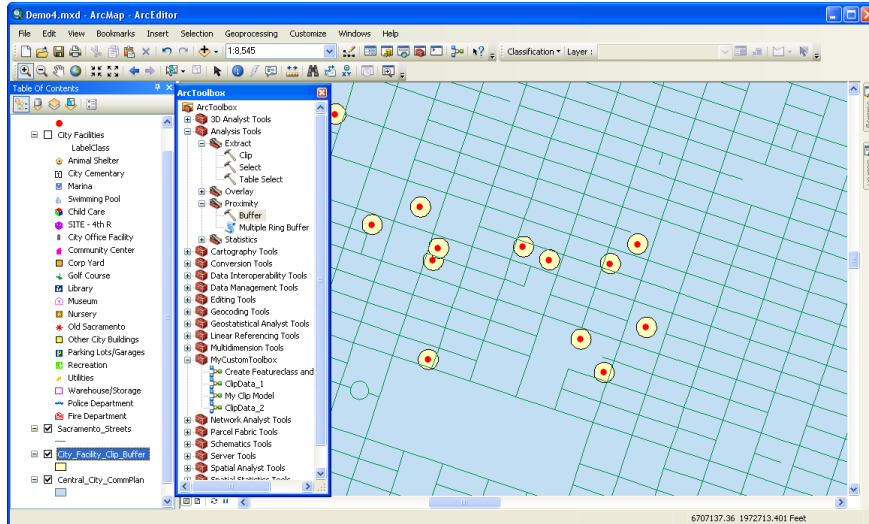 Demo4.mxd - ArcMap - ArcEditor
File Edit View Bookmarks Insert Selection Geoprocessing Customize Windows Help
1:8,545
Classification Layer :
Table Of Contents
City Facilities
LabelClass
Animal Shelter
City Cementary
Marina
Swimming Pool
Child Care
SITE - 4th R
City Office Facility
Community Center
Corp Yard
Golf Course
Library
Museum
Nursery
Old Sacramento
Other City Buildings
Parking Lots/Garages
Recreation
Utilities
Warehouse/Storage
Police Department
Fire Department
Sacramento_Streets
City_Facility_Clip_Buffer
Central_City_CommPlan
ArcToolbox
ArcToolbox
3D Analyst Tools
Analysis Tools
Extract
Clip
Select
Table Select
Overlay
Proximity
Buffer
Multiple Ring Buffer
Statistics
Cartography Tools
Conversion Tools
Data Interoperability Tools
Data Management Tools
Editing Tools
Geocoding Tools
Geostatistical Analyst Tools
Linear Referencing Tools
Multidimension Tools
MyCustomToolbox
Create Featureclass and
ClipData_1
My Clip Model
ClipData_2
Network Analyst Tools
Parcel Fabric Tools
Schematics Tools
Server Tools
Spatial Analyst Tools
Spatial Statistics Tools
6707137.36 1972713.401 Feet